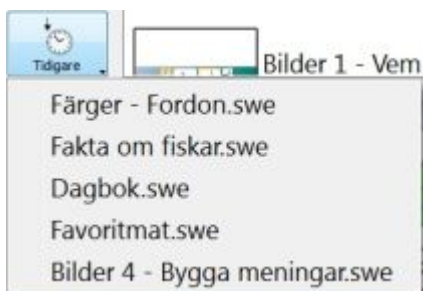 Tidigare
Bilder 1 - Vem
Färger - Fordon.swe
Fakta om fiskar.swe
Dagbok.swe
Favoritmat.swe
Bilder 4 - Bygga meningar.swe